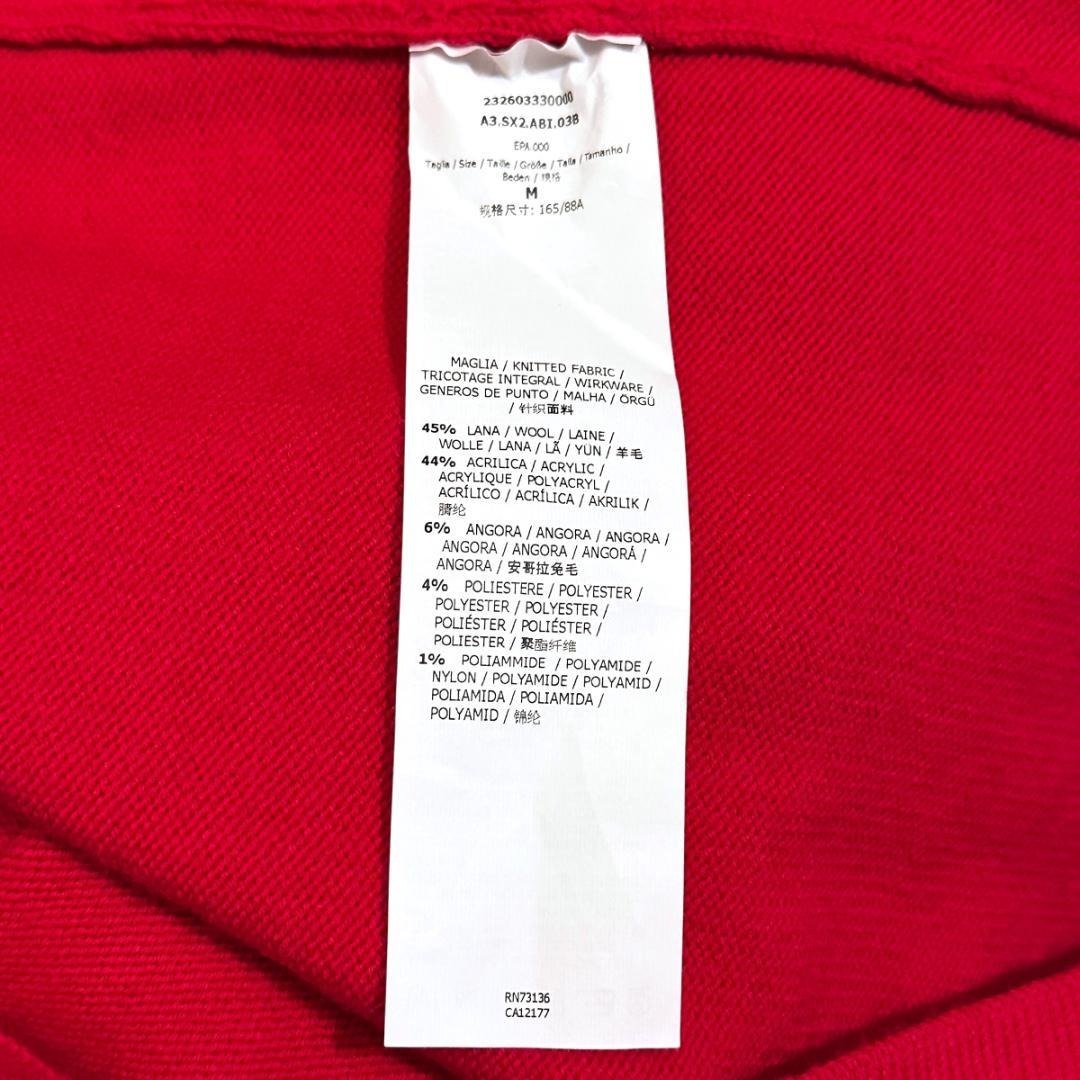 232603330000
A3.SX2.ABI.03B
EPA 000
Taglia / Size / Taille / Größe / Talla / Tamanho /
Beden / 规格
M
规格尺寸: 165/88A
MAGLIA / KNITTED FABRIC /
TRICOTAGE INTEGRAL / WIRKWARE /
GENEROS DE PUNTO / MALHA / ÖRGÜ
/ 针织面料
45% LANA / WOOL / LAINE /
WOLLE / LANA / LÃ / YÜN / 羊毛
44% ACRILICA / ACRYLIC /
ACRYLIQUE / POLYACRYL /
ACRÍLICO / ACRÍLICA / AKRILIK /
腈纶
6% ANGORA / ANGORA / ANGORA /
ANGORA / ANGORA / ANGORÁ /
ANGORA / 安哥拉兔毛
4% POLIESTERE / POLYESTER /
POLYESTER / POLYESTER /
POLIÉSTER / POLIÉSTER /
POLIESTER / 聚酯纤维
1% POLIAMMIDE / POLYAMIDE /
NYLON / POLYAMIDE / POLYAMID /
POLIAMIDA / POLIAMIDA /
POLYAMID / 锦纶
RN73136
CA12177